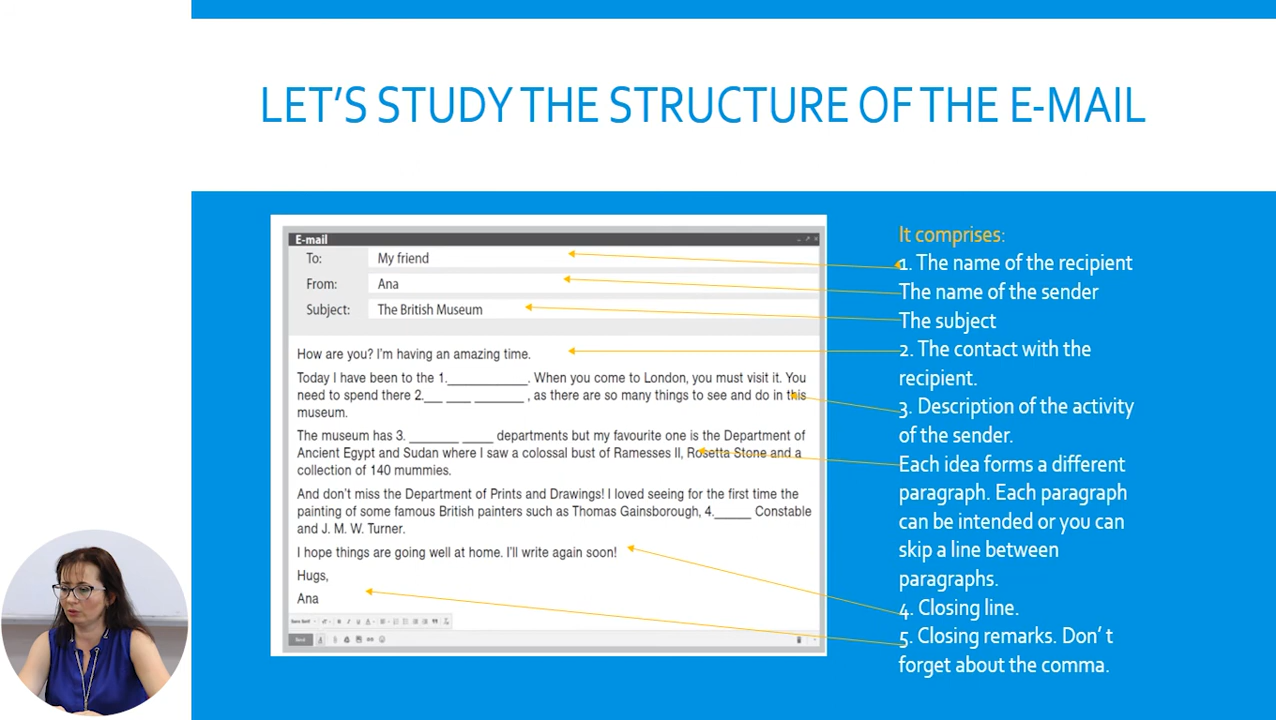 LET'S STUDY THE STRUCTURE OF THE E-MAIL
E-mail
To: My friend
From: Ana
Subject: The British Museum
How are you? I'm having an amazing time.
Today I have been to the 1._____________. When you come to London, you must visit it. You
need to spend there 2.___ ____ ________ , as there are so many things to see and do in this
museum.
The museum has 3. ________ _____ departments but my favourite one is the Department of
Ancient Egypt and Sudan where I saw a colossal bust of Ramesses II, Rosetta Stone and a
collection of 140 mummies.
And don't miss the Department of Prints and Drawings! I loved seeing for the first time the
painting of some famous British painters such as Thomas Gainsborough, 4.______ Constable
and J. M. W. Turner.
I hope things are going well at home. I'll write again soon!
Hugs,
Ana
Send
It comprises:
1. The name of the recipient
The name of the sender
The subject
2. The contact with the
recipient.
3. Description of the activity
of the sender.
Each idea forms a different
paragraph. Each paragraph
can be intended or you can
skip a line between
paragraphs.
4. Closing line.
5. Closing remarks. Don' t
forget about the comma.